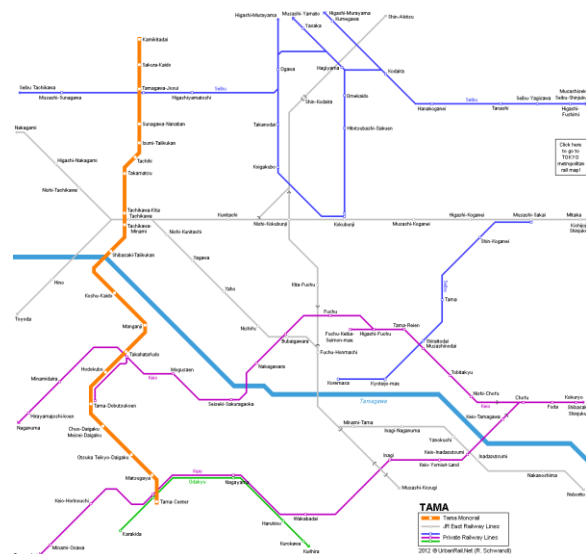 Kamikitadai
Sakura-Kaido
Tamagawa-Josui
Sunagawa-Nanaban
Izumi-Taiikukan
Tachihi
Takamatsu
Tachikawa-Kita
Tachikawa
Tachikawa-
Minami
Shibasaki-Taiikukan
Koshu-Kaido
Manganji
Takahatafudo
Hodokubo
Tama-Dobutsukoen
Chuo-Daigaku
Meisei-Daigaku
Otsuka Teikyo-Daigaku
Matsugaya
Tama-Center
Seibu Tachikawa
Musashi-Sunagawa
Higashiyamatoshi
Higashi-Murayama
Musashi-Yamato
Yasaka
Higashi-Murayama
Kumegawa
Shin-Akitsu
Ogawa
Hagiyama
Kodaira
Shin-Kodaira
Omekaido
Hitotsubashi-Gakuen
Takanodai
Koigakubo
Hanakoganei
Seibu
Tanashi
Seibu-Yagisawa
Higashi-
Fushimi
Seibu-Shinjuku
Click here
to go to
TOKYO
metropolitan
rail map!
Nakagami
Higashi-Nakagami
Nishi-Tachikawa
Hino
Toyoda
Kunitachi
Nishi-Kokubunji
Kokubunji
Musashi-Koganei
Higashi-Koganei
Musashi-Sakai
Mitaka
Nishi-Kunitachi
Yagawa
Yaho
Nishifu
Kita-Fuchu
Fuchu-Honmachi
Shin-Koganei
Seibu
Tama
Shiraitodai
Musashinodai
Koremasa
Kyoteijo-mae
Fuchu
Fuchu-Keiba-
Seimon-mae
Higashi-Fuchu
Tama-Reien
Tobitakyu
Nishi-Chofu
Keio
Chofu
Fuda
Kokuryo
Bubaigawara
Nakagawara
Seiseki-Sakuragaoka
Mogusaen
Keio
Minamidaira
Hirayamajoshi-koen
Naganuma
Tamagawa
Keio-Tamagawa
Keio-Inadazutsumi
Keio-Yomiuri-Land
Inagi
Minami-Tama
Inagi-Naganuma
Yanokuchi
Inadazutsumi
Nakanoshima
Musashi-Kosugi
Wakabadai
Keio
Odakyu
Nagayama
Haruhino
Kurokawa
Kurihira
Karakida
Keio-Horinouchi
Minami-Osawa
TAMA
Tama Monorail
JR East Railway Lines
Private Railway Lines
2012 © UrbanRail.Net (R. Schwandl)